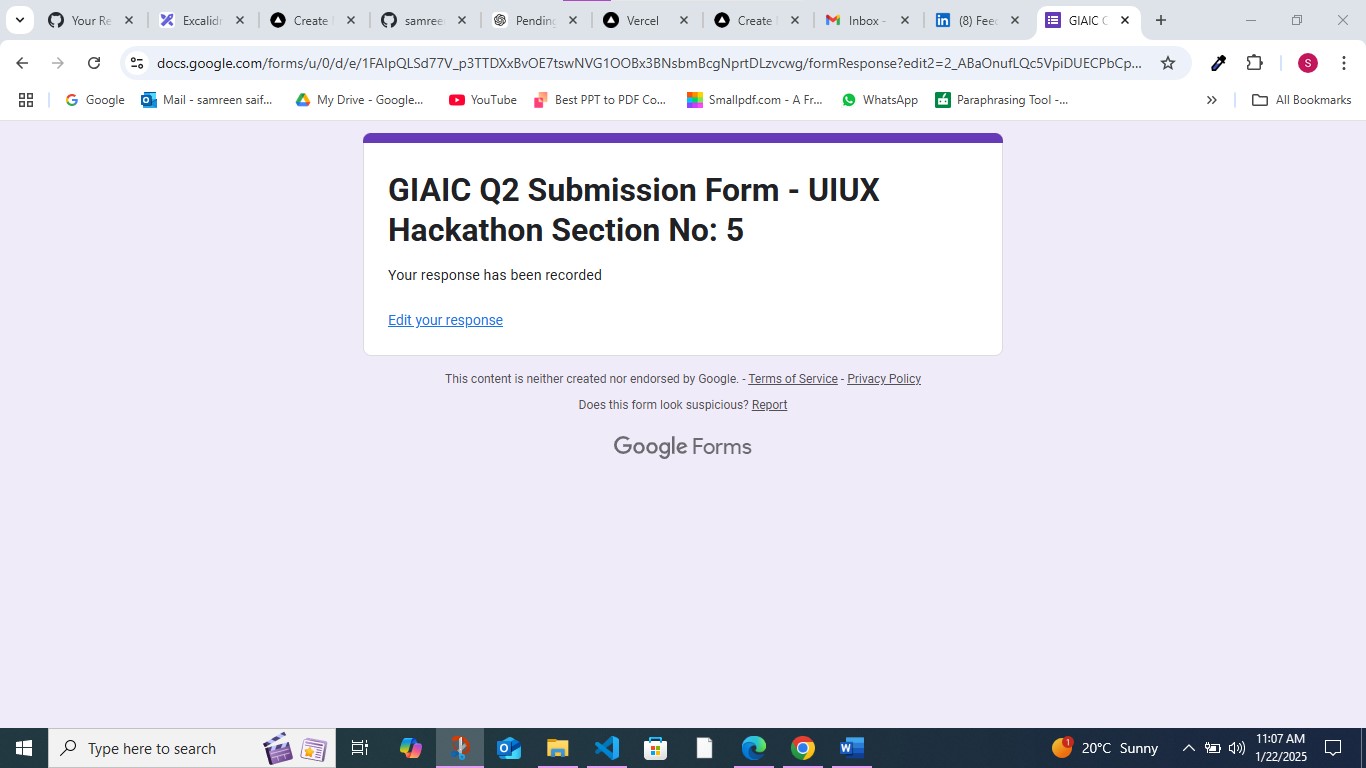 Your Re
Excalidr
Create
samree
Pending
Vercel
Create
Inbox -
(8) Feed
GIAIC C
docs.google.com/forms/u/0/d/e/1FAIpQLSd77V_p3TTDXxBvOE7tswNVG1OOBx3BNsbmBcgNprtDLzvcwg/formResponse?edit2=2_ABaOnufLQc5VpiDUECPbCp...
S
Google
Mail - samreen saif...
My Drive - Google...
YouTube
Best PPT to PDF Co...
Smallpdf.com - A Fr...
WhatsApp
Paraphrasing Tool -...
All Bookmarks
GIAIC Q2 Submission Form - UIUX
Hackathon Section No: 5
Your response has been recorded
Edit your response
This content is neither created nor endorsed by Google. - Terms of Service - Privacy Policy
Does this form look suspicious? Report
Google Forms
Type here to search
1
20°C Sunny
11:07 AM
1/22/2025